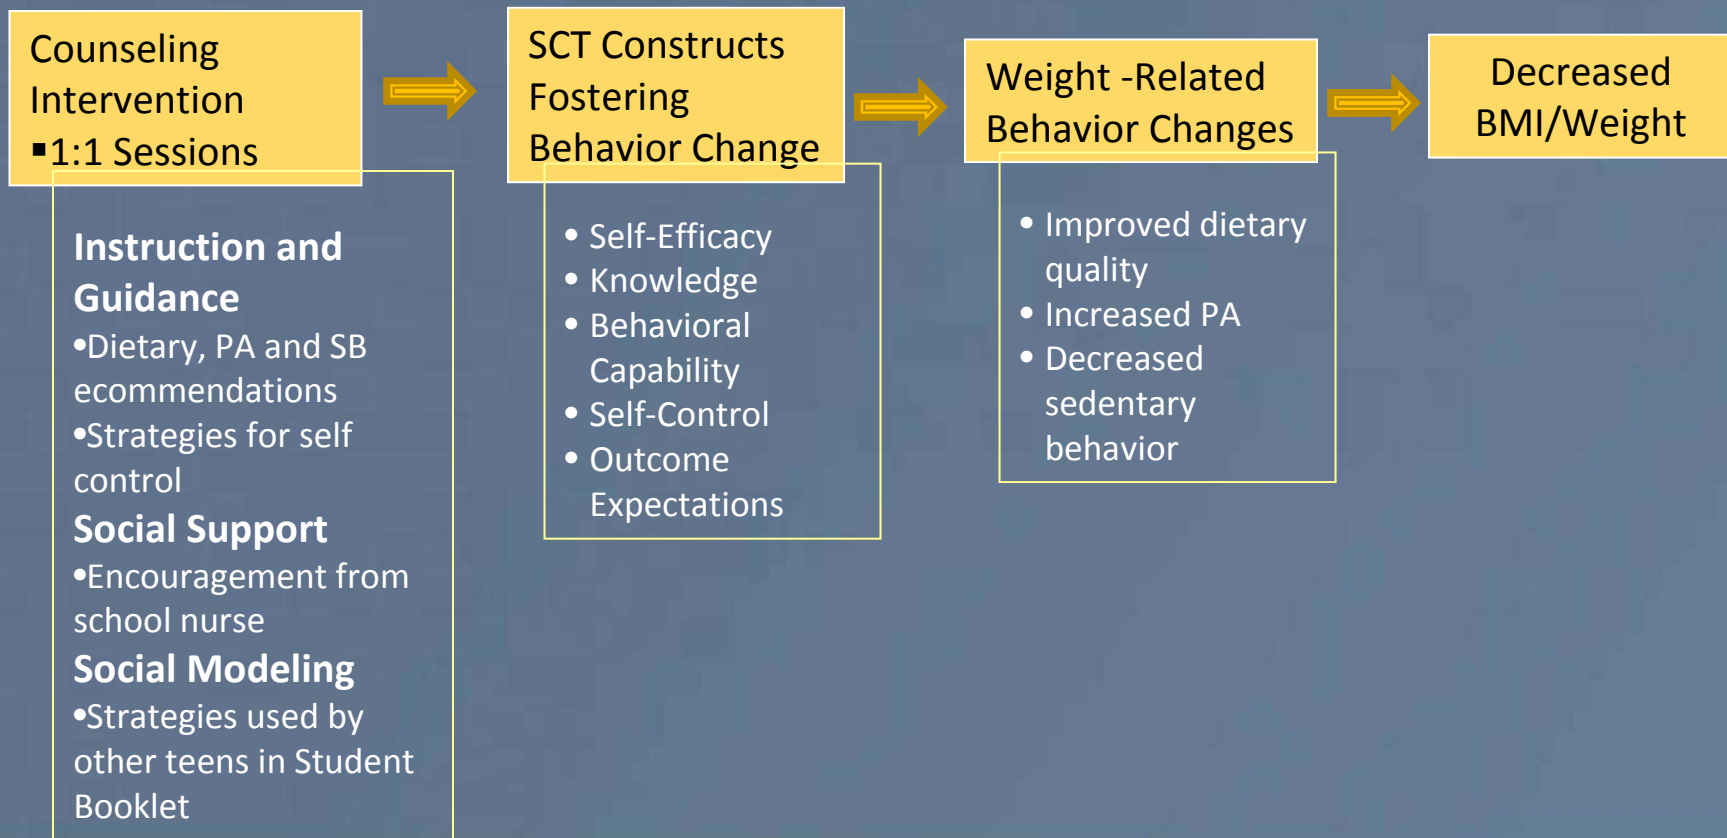 Counseling
Intervention
▪1:1 Sessions
Instruction and
Guidance
•Dietary, PA and SB
ecommendations
•Strategies for self
control
Social Support
•Encouragement from
school nurse
Social Modeling
•Strategies used by
other teens in Student
Booklet
SCT Constructs
Fostering
Behavior Change
• Self-Efficacy
• Knowledge
• Behavioral
Capability
• Self-Control
• Outcome
Expectations
Weight -Related
Behavior Changes
• Improved dietary
quality
• Increased PA
• Decreased
sedentary
behavior
Decreased
BMI/Weight